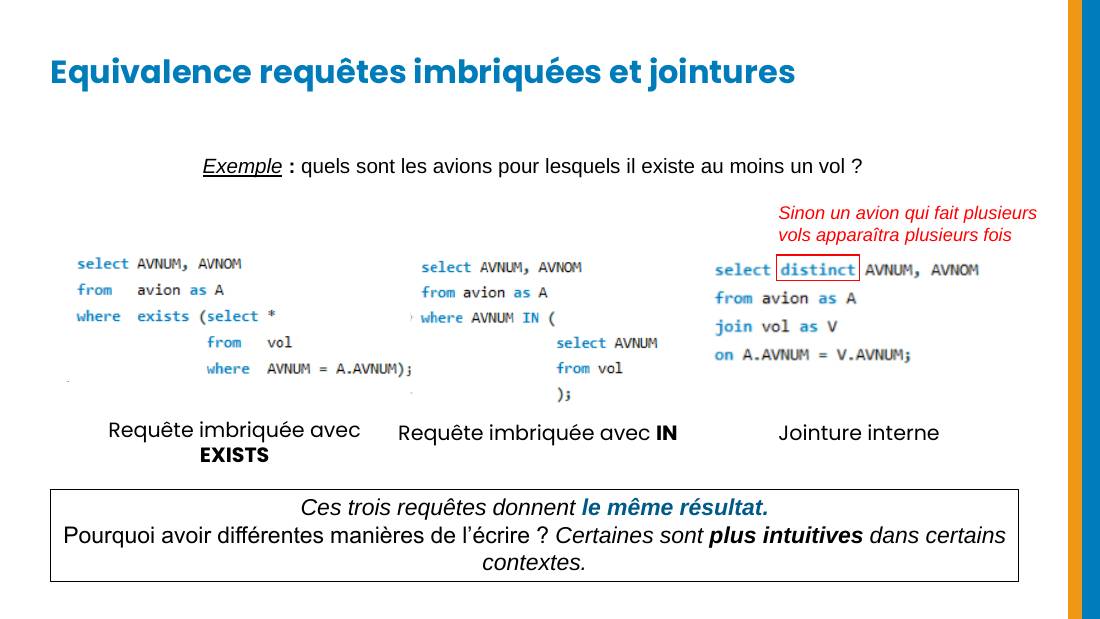 Equivalence requêtes imbriquées et jointures
Exemple : quels sont les avions pour lesquels il existe au moins un vol ?
select AVNUM, AVNOM
from avion as A
where exists (select *
from vol
where AVNUM = A.AVNUM);
Requête imbriquée avec
EXISTS
select AVNUM, AVNOM
from avion as A
where AVNUM IN (
select AVNUM
from vol
);
Requête imbriquée avec IN
Sinon un avion qui fait plusieurs
vols apparaîtra plusieurs fois
select distinct AVNUM, AVNOM
from avion as A
join vol as V
on A.AVNUM = V.AVNUM;
Jointure interne
Ces trois requêtes donnent le même résultat.
Pourquoi avoir différentes manières de l’écrire ? Certaines sont plus intuitives dans certains
contextes.